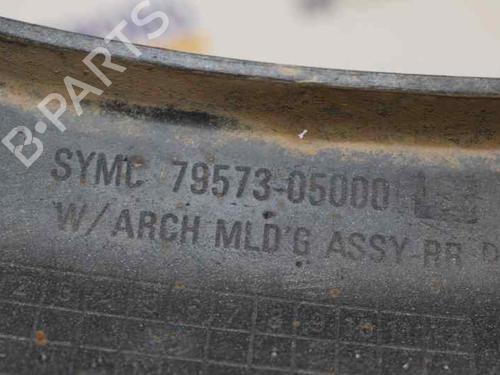 B-PARTS
SYMC 79573-05000
W/ARCH MLD'G ASSY-RR